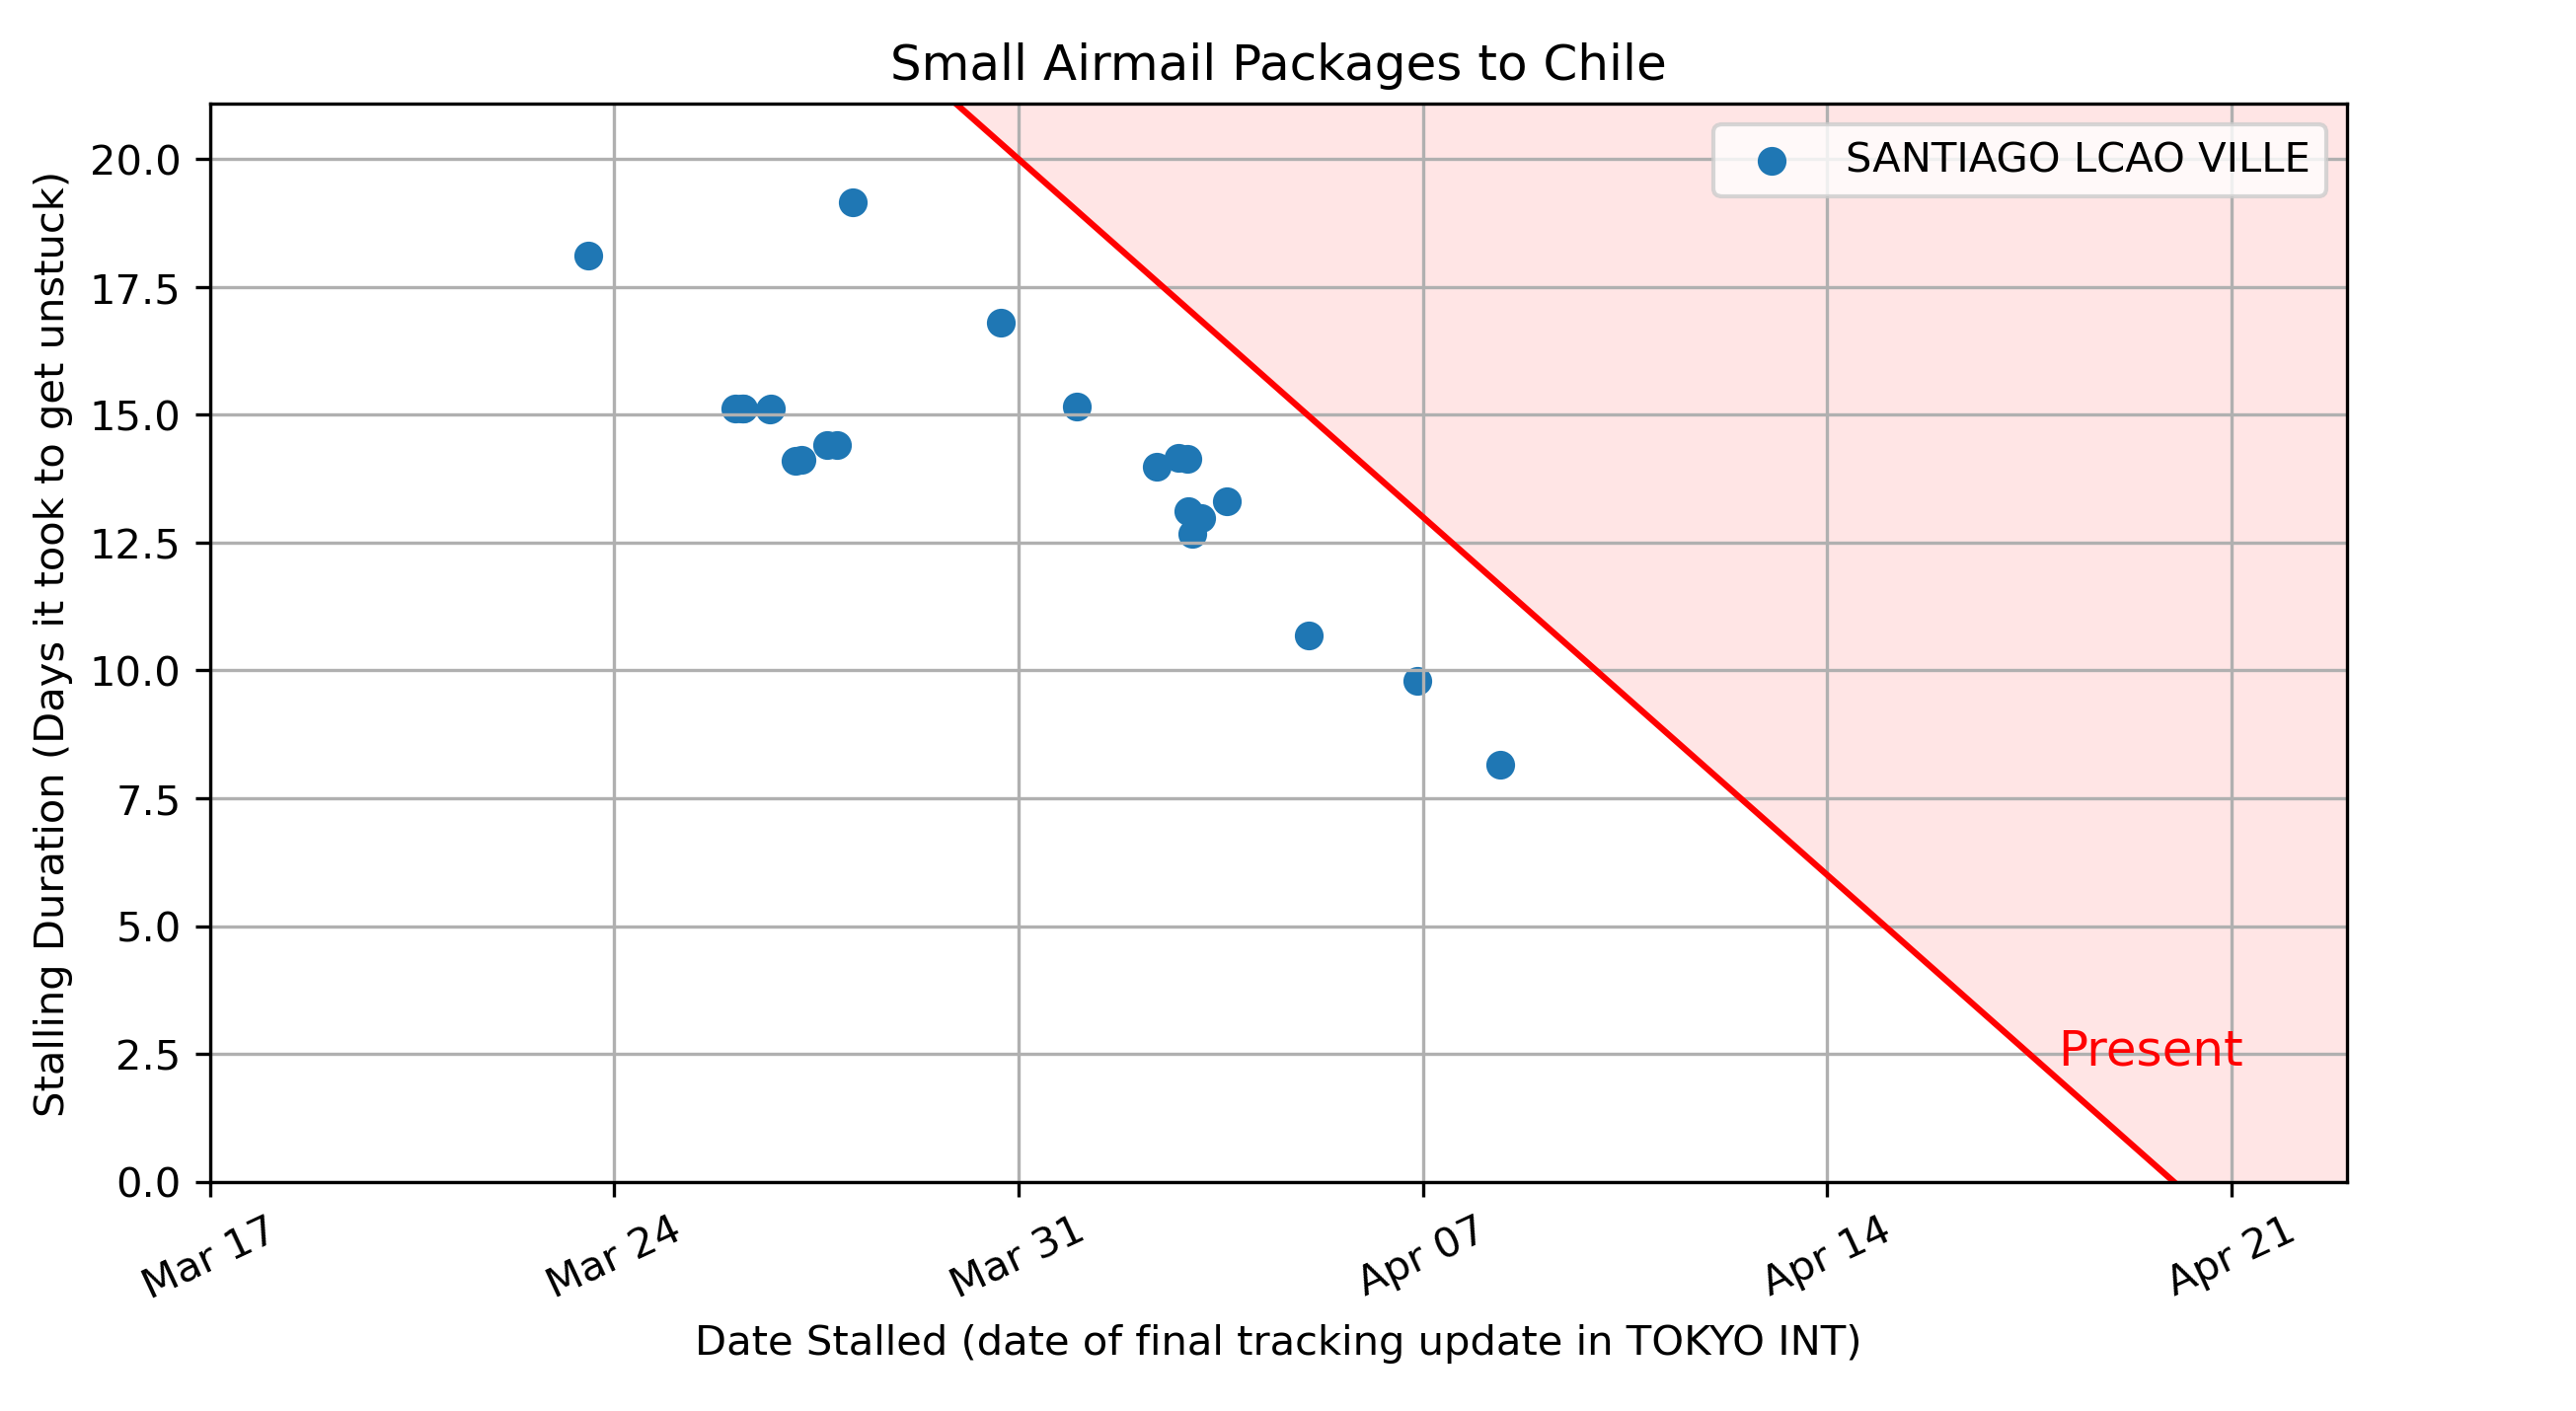 Small Airmail Packages to Chile
SANTIAGO LCAO VILLE
Stalling Duration (Days it took to get unstuck)
20.0
17.5
15.0
12.5
10.0
7.5
5.0
2.5
0.0
Present
Mar 17
Mar 24
Mar 31
Apr 07
Apr 14
Apr 21
Date Stalled (date of final tracking update in TOKYO INT)